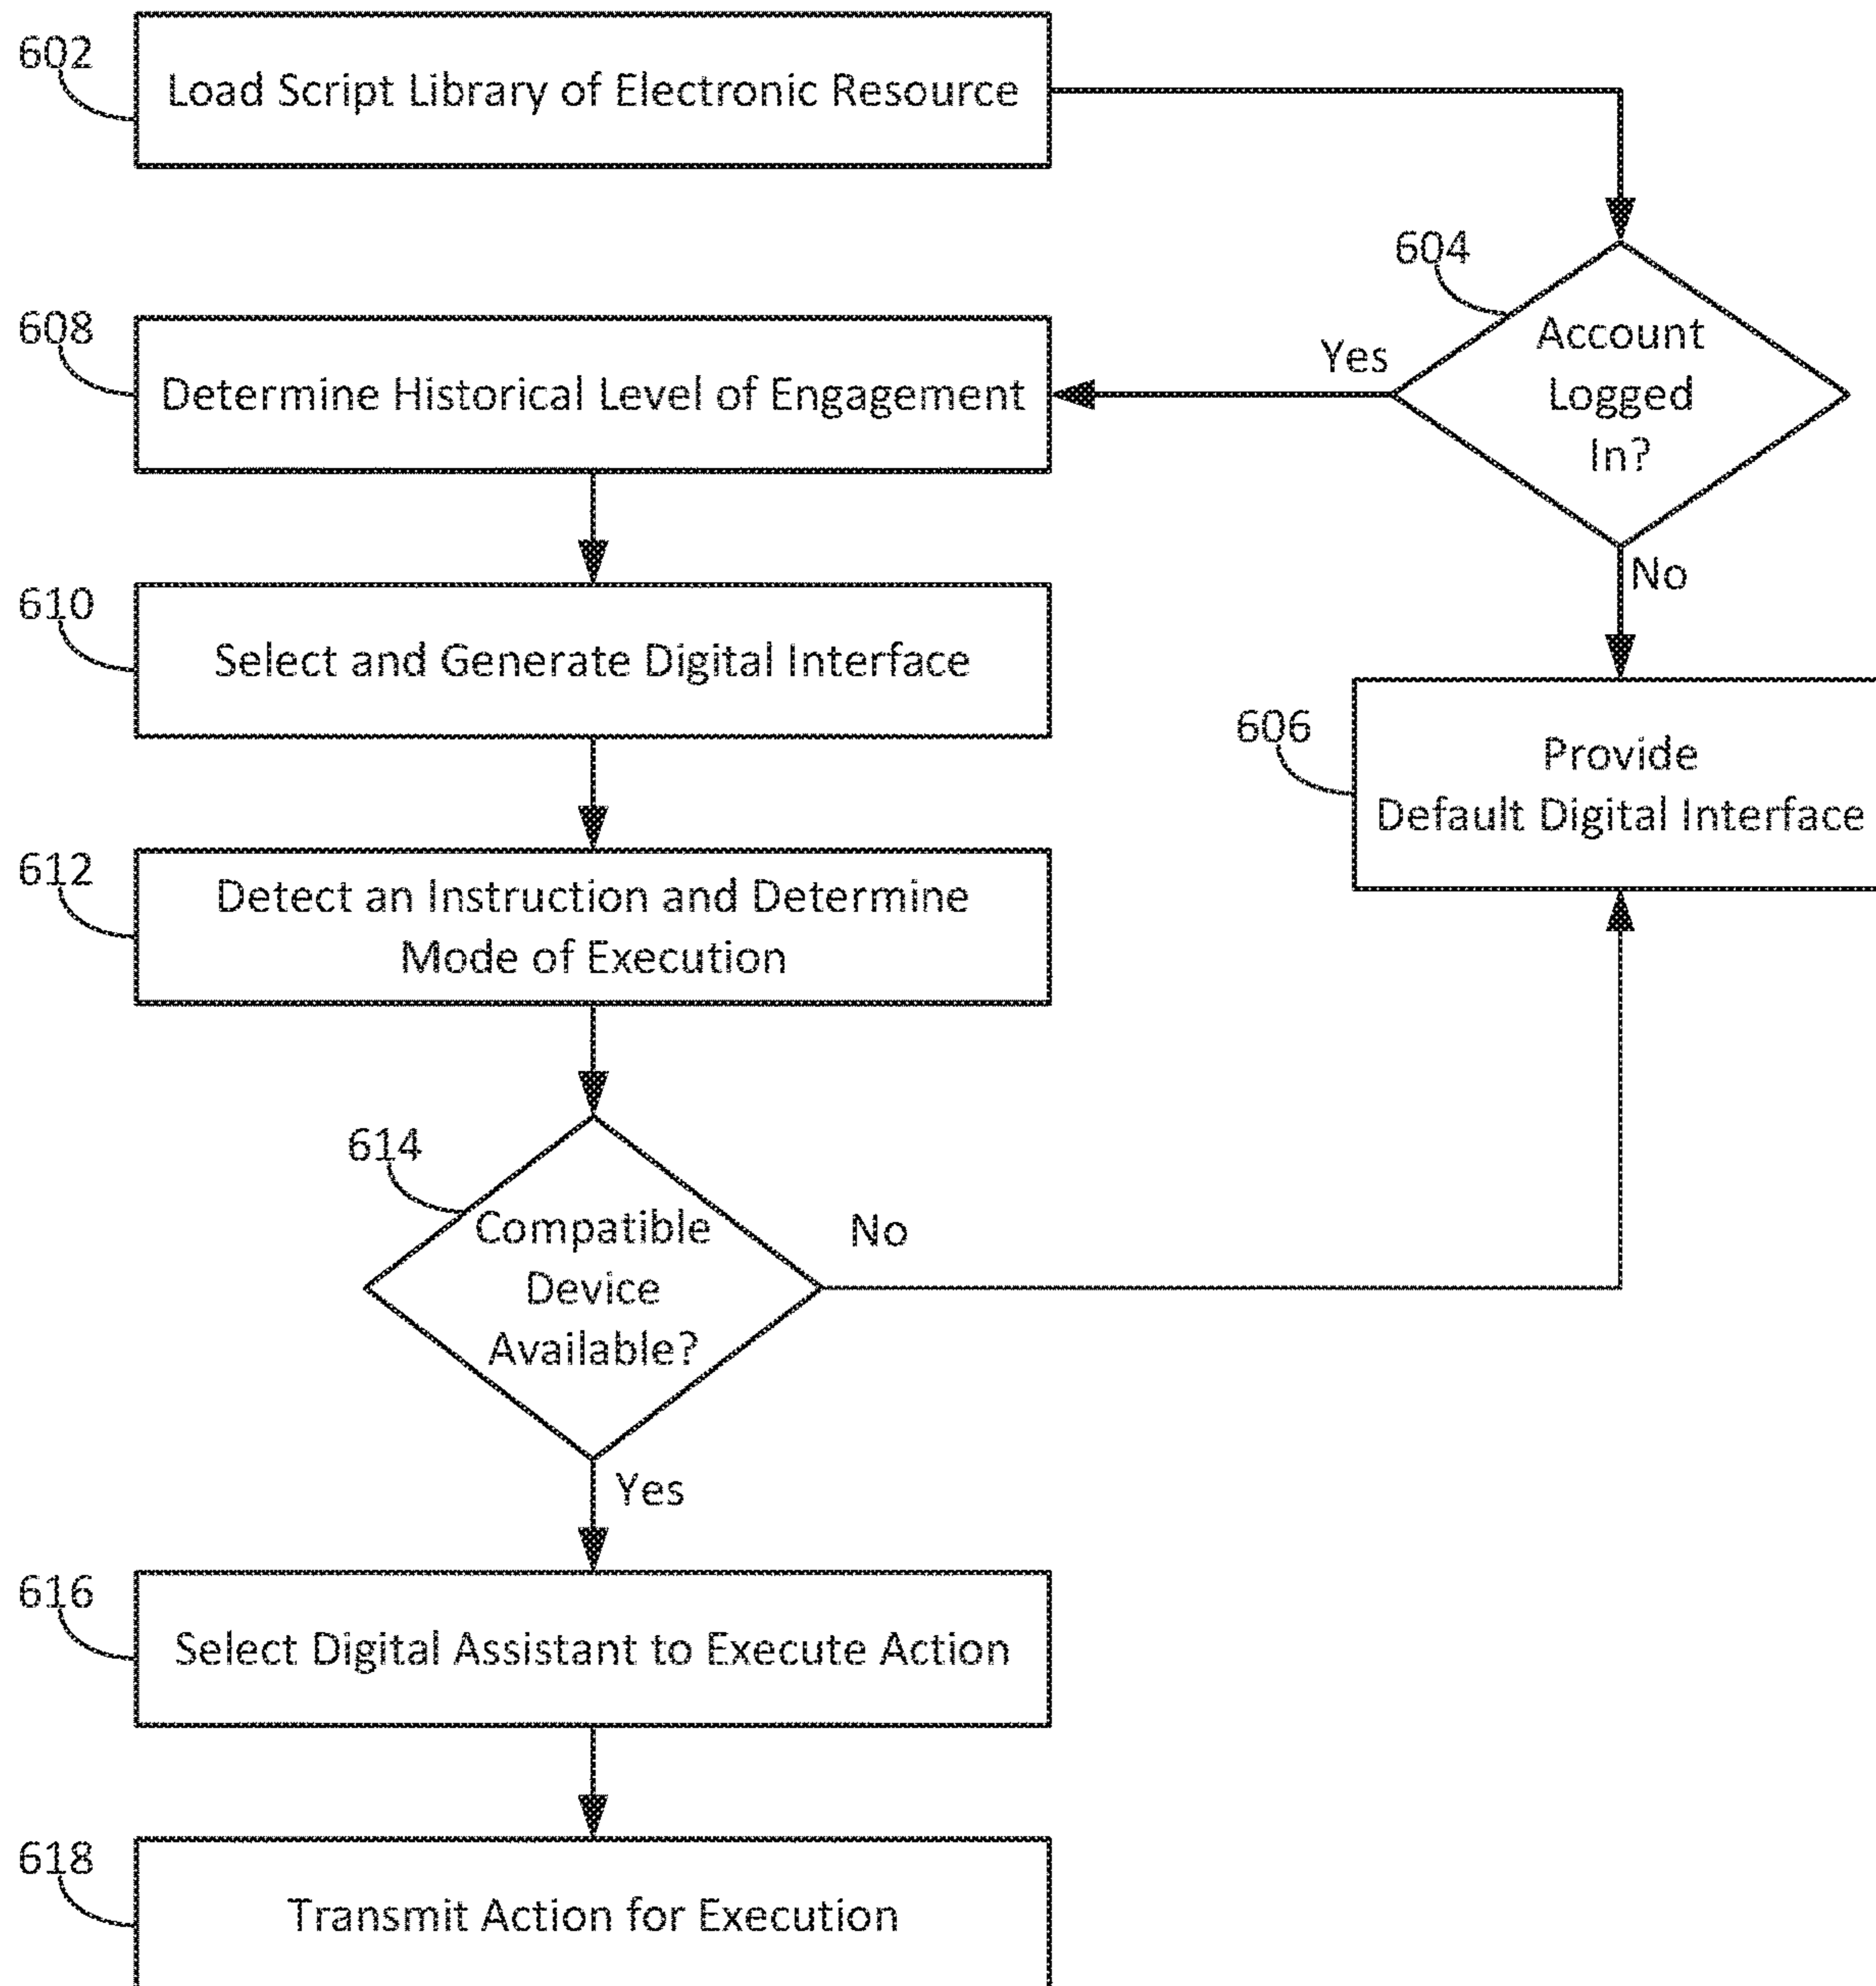 602
Load Script Library of Electronic Resource
604
Account
Logged
In?
Yes
No
608
Determine Historical Level of Engagement
610
Select and Generate Digital Interface
606
Provide
Default Digital Interface
612
Detect an Instruction and Determine
Mode of Execution
614
Compatible
Device
Available?
No
Yes
616
Select Digital Assistant to Execute Action
618
Transmit Action for Execution